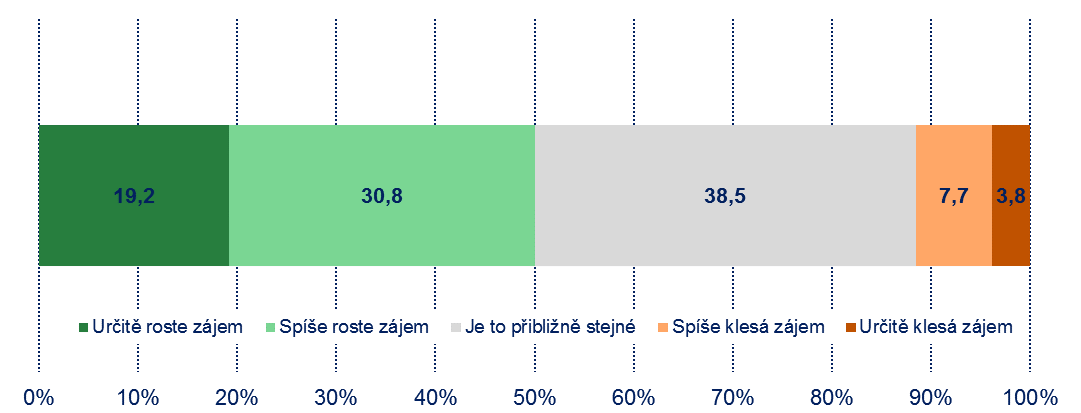 19,2 30,8 38,5 7,7 3,8
Určitě roste zájem Spíše roste zájem Je to přibližně stejné Spíše klesá zájem Určitě klesá zájem
0% 10% 20% 30% 40% 50% 60% 70% 80% 90% 100%